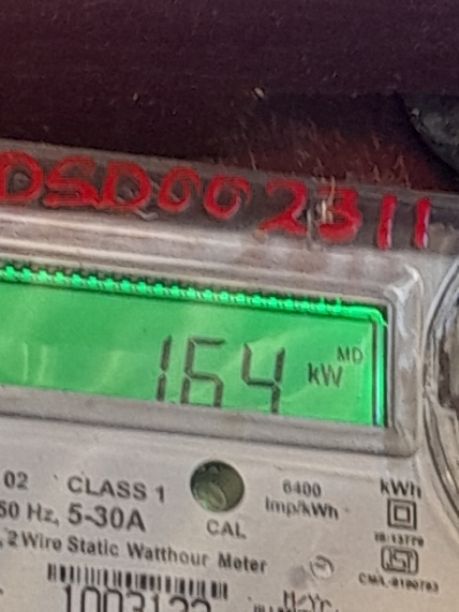 DSD002311
1.64 kW MD
02 CLASS 1
6400
kWh
50 Hz, 5-30A
Imp/kWh
CAL
, 2 Wire Static Watthour Meter
1003122